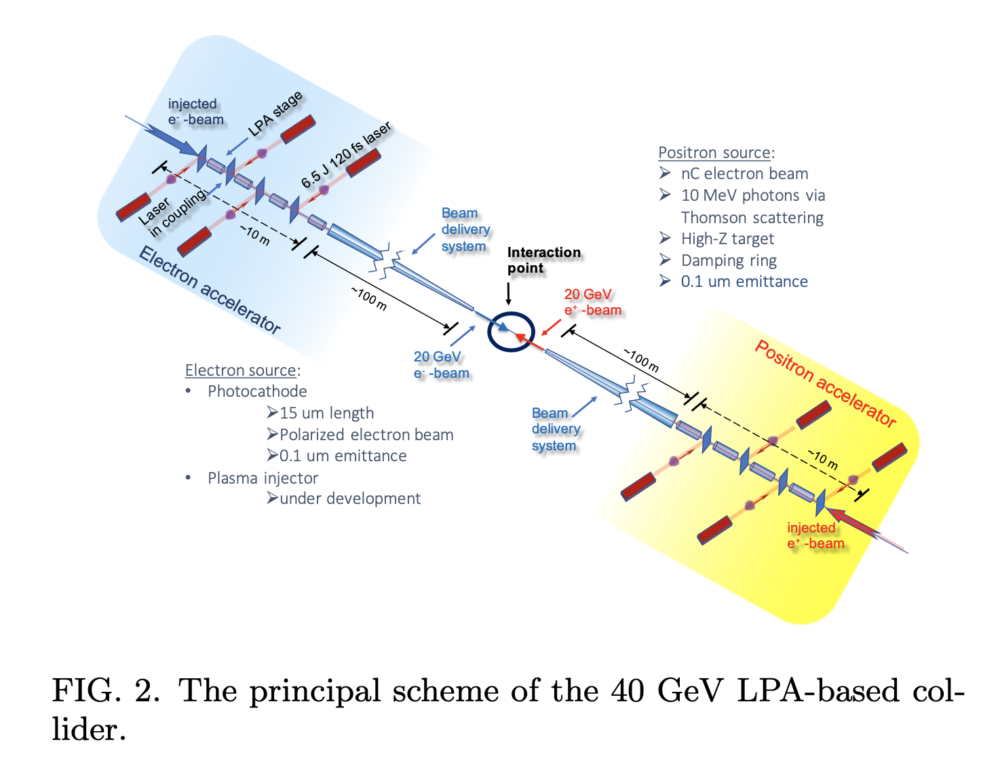 injected
e- -beam
LPA stage
6.5 J 120 fs laser
Laser
in coupling
~10 m
Electron accelerator
Beam
delivery
system
~100 m
Interaction
point
20 GeV
e- -beam
20 GeV
e+ -beam
Positron source:
➢ nC electron beam
➢ 10 MeV photons via
Thomson scattering
➢ High-Z target
➢ Damping ring
➢ 0.1 um emittance
Electron source:
• Photocathode
➢15 um length
➢Polarized electron beam
➢0.1 um emittance
• Plasma injector
➢under development
~100 m
Positron accelerator
Beam
delivery
system
~10 m
injected
e+ -beam
FIG. 2. The principal scheme of the 40 GeV LPA-based col-
lider.